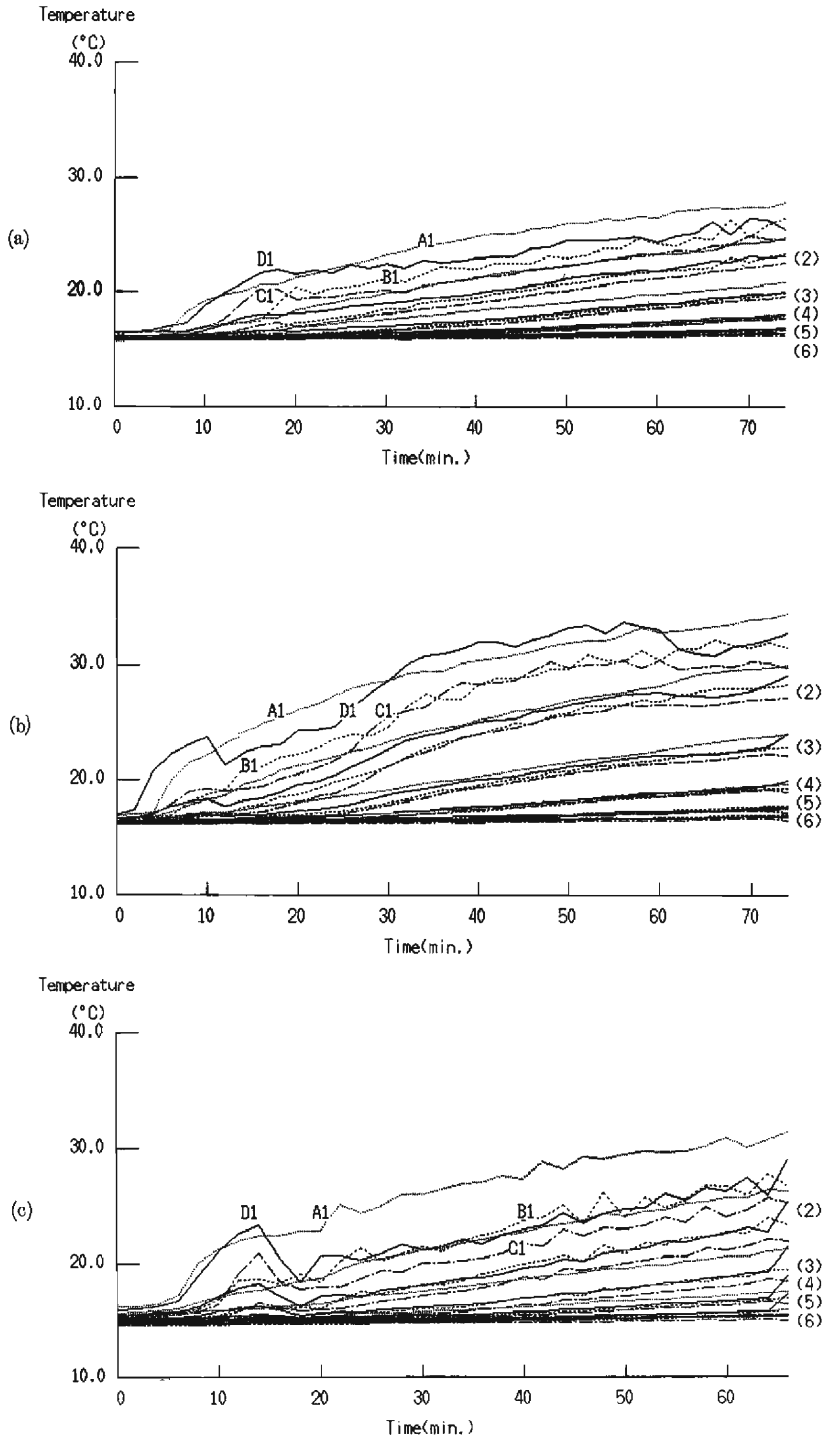 Temperature
(°C)
40.0
30.0
20.0
10.0
(a)
A1
D1
B1
C1
(2)
(3)
(4)
(5)
(6)
0 10 20 30 40 50 60 70
Time(min.)
Temperature
(°C)
40.0
30.0
20.0
10.0
(b)
A1
D1
C1
B1
(2)
(3)
(4)
(5)
(6)
0 10 20 30 40 50 60 70
Time(min.)
Temperature
(°C)
40.0
30.0
20.0
10.0
(c)
D1
A1
B1
C1
(2)
(3)
(4)
(5)
(6)
0 10 20 30 40 50 60
Time(min.)